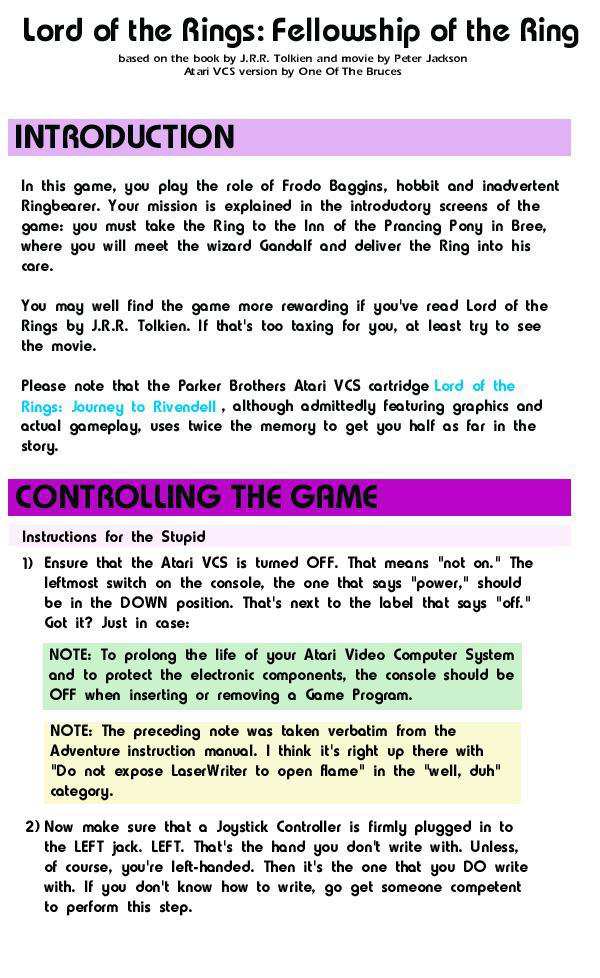 Lord of the Rings: Fellowship of the Ring
based on the book by J.R.R. Tolkien and movie by Peter Jackson
Atari VCS version by One Of The Bruces
INTRODUCTION
In this game, you play the role of Frodo Baggins, hobbit and inadvertent
Ringbearer. Your mission is explained in the introductory screens of the
game: you must take the Ring to the Inn of the Prancing Pony in Bree,
where you will meet the wizard Gandalf and deliver the Ring into his
care.
You may well find the game more rewarding if you've read Lord of the
Rings by J.R.R. Tolkien. If that's too taxing for you, at least try to see
the movie.
Please note that the Parker Brothers Atari VCS cartridge Lord of the
Rings: Journey to Rivendell , although admittedly featuring graphics and
actual gameplay, uses twice the memory to get you half as far in the
story.
CONTROLLING THE GAME
Instructions for the Stupid
1) Ensure that the Atari VCS is turned OFF. That means "not on." The
leftmost switch on the console, the one that says "power," should
be in the DOWN position. That's next to the label that says "off."
Got it? Just in case:
NOTE: To prolong the life of your Atari Video Computer System
and to protect the electronic components, the console should be
OFF when inserting or removing a Game Program.
NOTE: The preceding note was taken verbatim from the
Adventure instruction manual. I think it's right up there with
"Do not expose LaserWriter to open flame" in the "well, duh"
category.
2) Now make sure that a Joystick Controller is firmly plugged in to
the LEFT jack. LEFT. That's the hand you don't write with. Unless,
of course, you're left-handed. Then it's the one that you DO write
with. If you don't know how to write, go get someone competent
to perform this step.